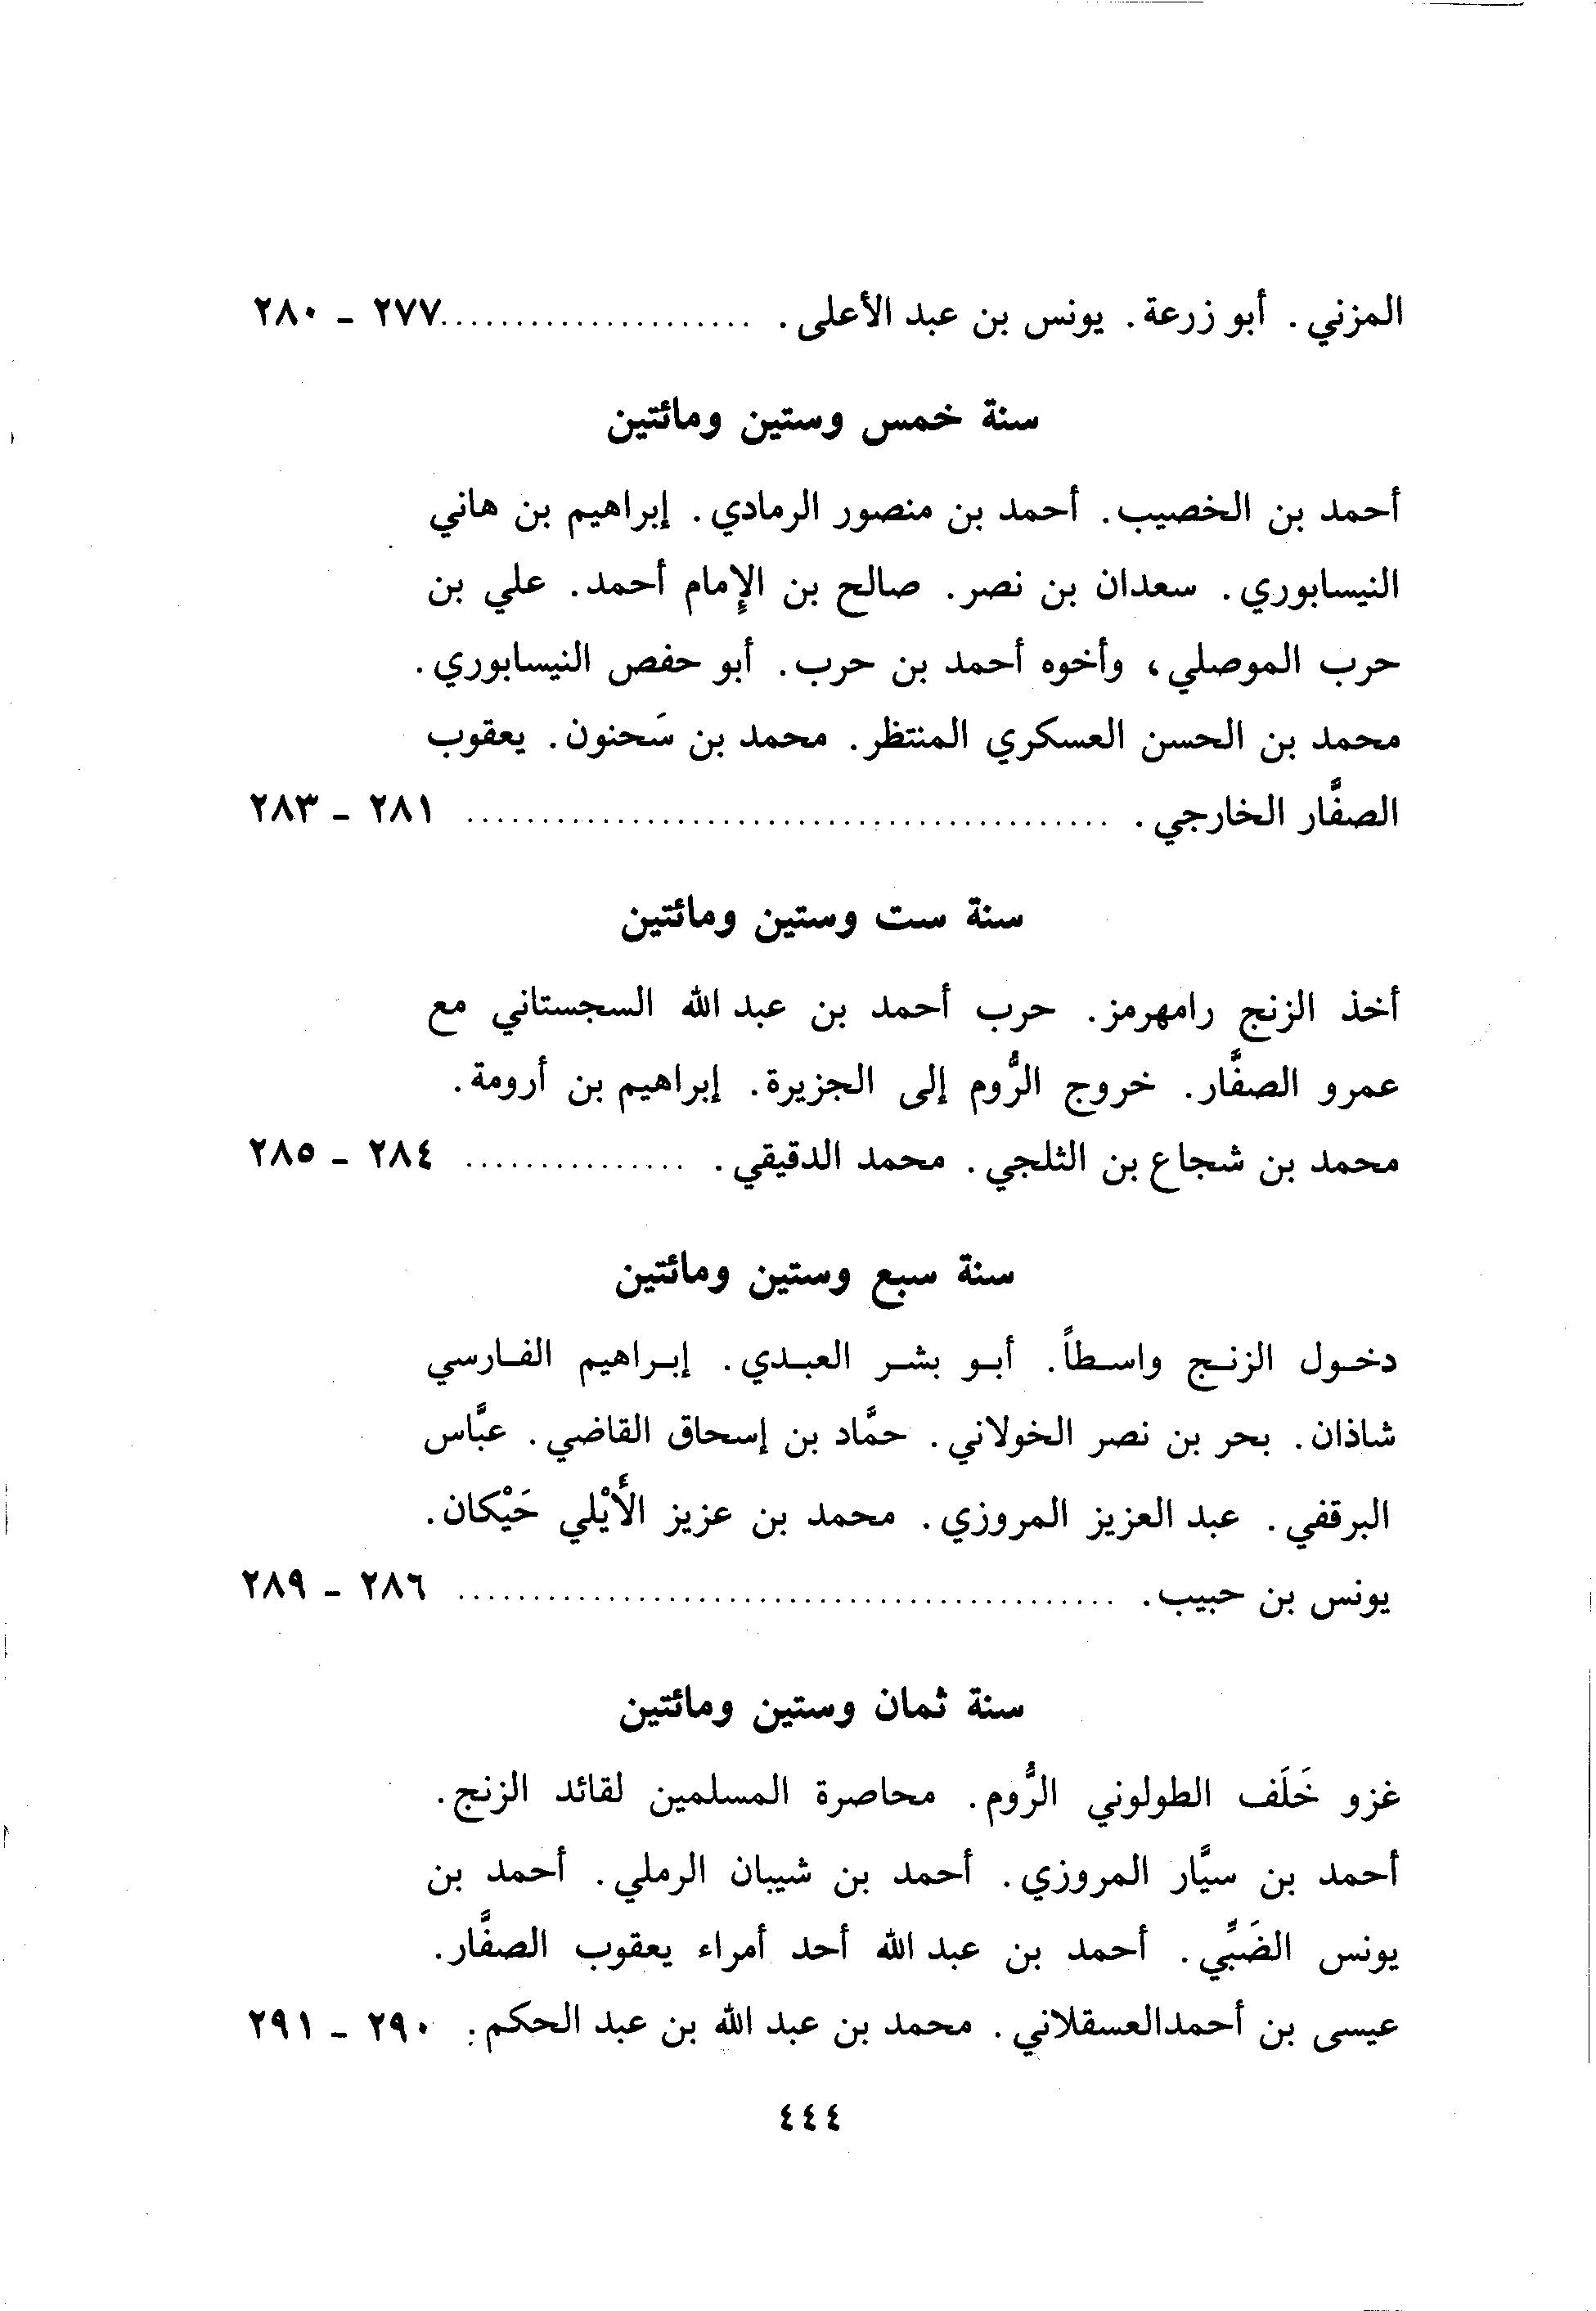 المزني. أبو زرعة. يونس بن عبد الأعلى. .....................٢٧٧ - ٢٨٠
سنة خمس وستين ومائتين
أحمد بن الخصيب. أحمد بن منصور الرمادي. إبراهيم بن هاني
النيسابوري. سعدان بن نصر. صالح بن الإمام أحمد. علي بن
حرب الموصلي، وأخوه أحمد بن حرب. أبو حفص النيسابوري.
محمد بن الحسن العسكري المنتظر. محمد بن سَحنون. يعقوب
الصفَّار الخارجي. ............................................ ٢٨١ - ٢٨٣
سنة ست وستين ومائتين
أخذ الزنج رامهرمز. حرب أحمد بن عبد الله السجستاني مع
عمرو الصفَّار. خروج الرُّوم إلى الجزيرة. إبراهيم بن أرومة.
محمد بن شجاع بن الثلجي. محمد الدقيقي. ............... ٢٨٤ - ٢٨٥
سنة سبع وستين ومائتين
دخول الزنج واسطاً. أبو بشر العبدي. إبراهيم الفارسي
شاذان. بحر بن نصر الخولاني. حمَّاد بن إسحاق القاضي. عبَّاس
البرقفي. عبد العزيز المروزي. محمد بن عزيز الأَيْلي حَيْكان.
يونس بن حبيب. ............................................. ٢٨٦ - ٢٨٩
سنة ثمان وستين ومائتين
غزو خَلَف الطولوني الرُّوم. محاصرة المسلمين لقائد الزنج.
أحمد بن سيَّار المروزي. أحمد بن شيبان الرملي. أحمد بن
يونس الضَبِّي. أحمد بن عبد الله أحد أمراء يعقوب الصفَّار.
عيسى بن أحمدالعسقلاني. محمد بن عبد الله بن عبد الحكم. ٢٩٠ - ٢٩١
٤٤٤